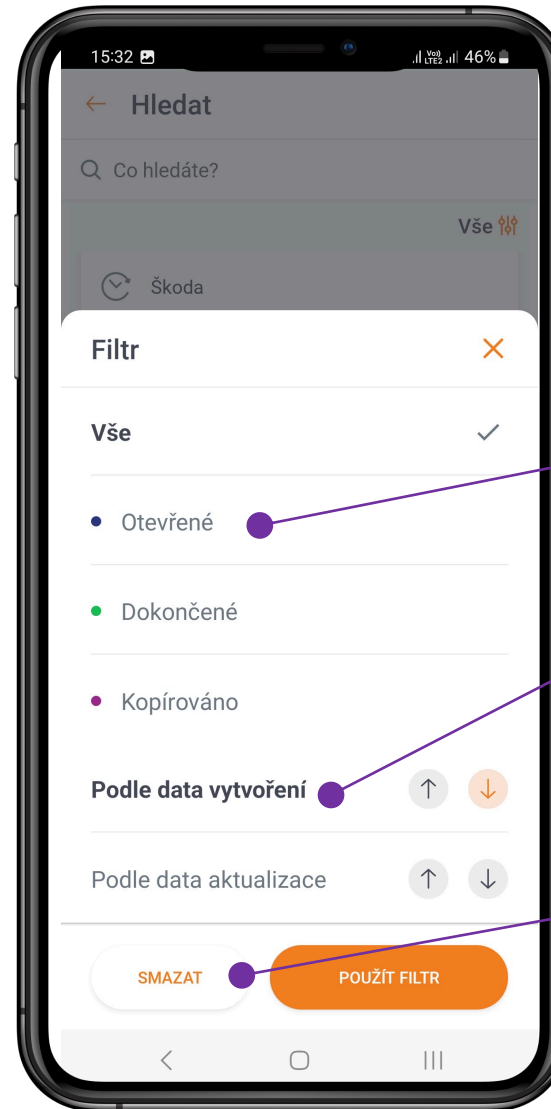 15:32 Vo)) LTE2 46%
Hledat
Co hledáte?
Vše
Škoda
Filtr
Vše
Otevřené
Dokončené
Kopírováno
Podle data vytvoření
Podle data aktualizace
SMAZAT POUŽÍT FILTR